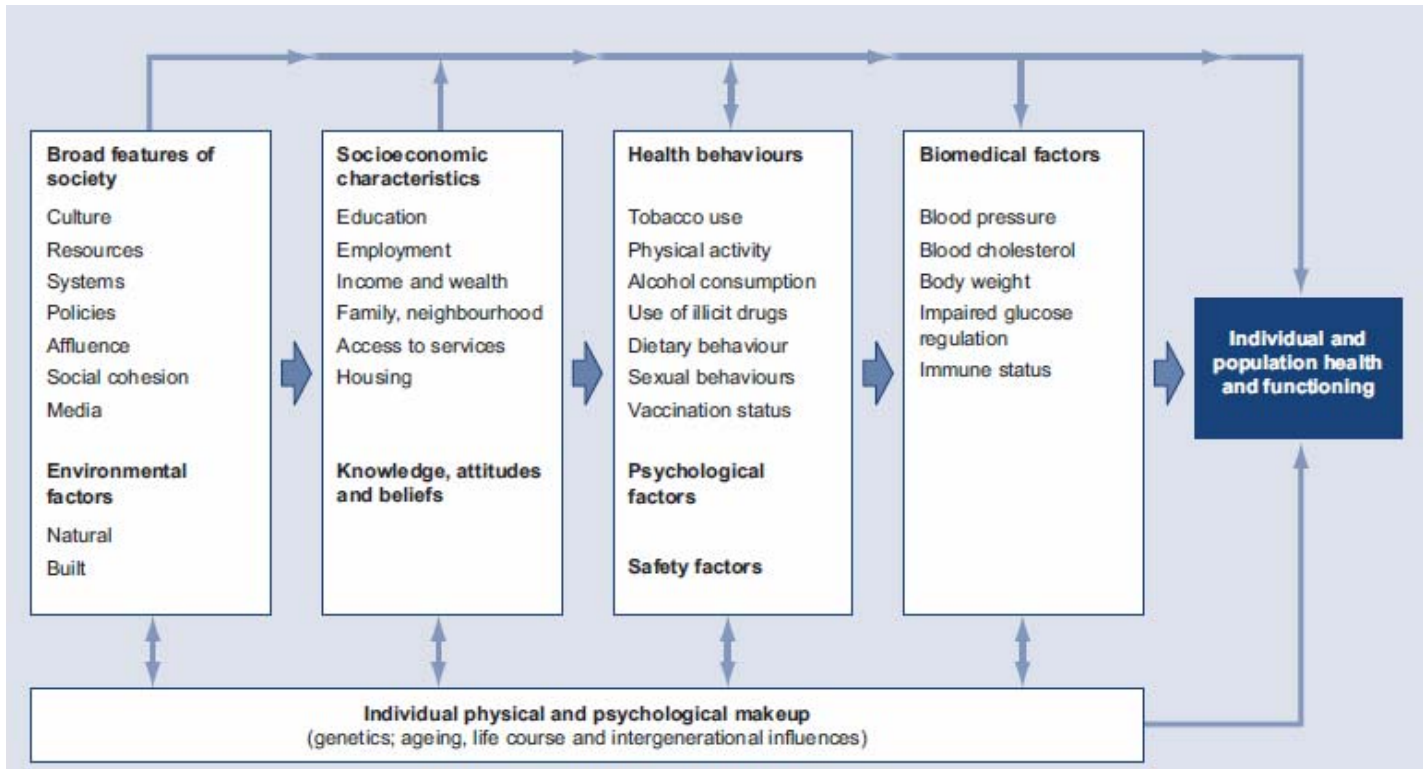 Broad features of
society
Culture
Resources
Systems
Policies
Affluence
Social cohesion
Media
Environmental
factors
Natural
Built
Socioeconomic
characteristics
Education
Employment
Income and wealth
Family, neighbourhood
Access to services
Housing
Knowledge, attitudes
and beliefs
Health behaviours
Tobacco use
Physical activity
Alcohol consumption
Use of illicit drugs
Dietary behaviour
Sexual behaviours
Vaccination status
Psychological
factors
Safety factors
Biomedical factors
Blood pressure
Blood cholesterol
Body weight
Impaired glucose
regulation
Immune status
Individual and
population health
and functioning
Individual physical and psychological makeup
(genetics; ageing, life course and intergenerational influences)